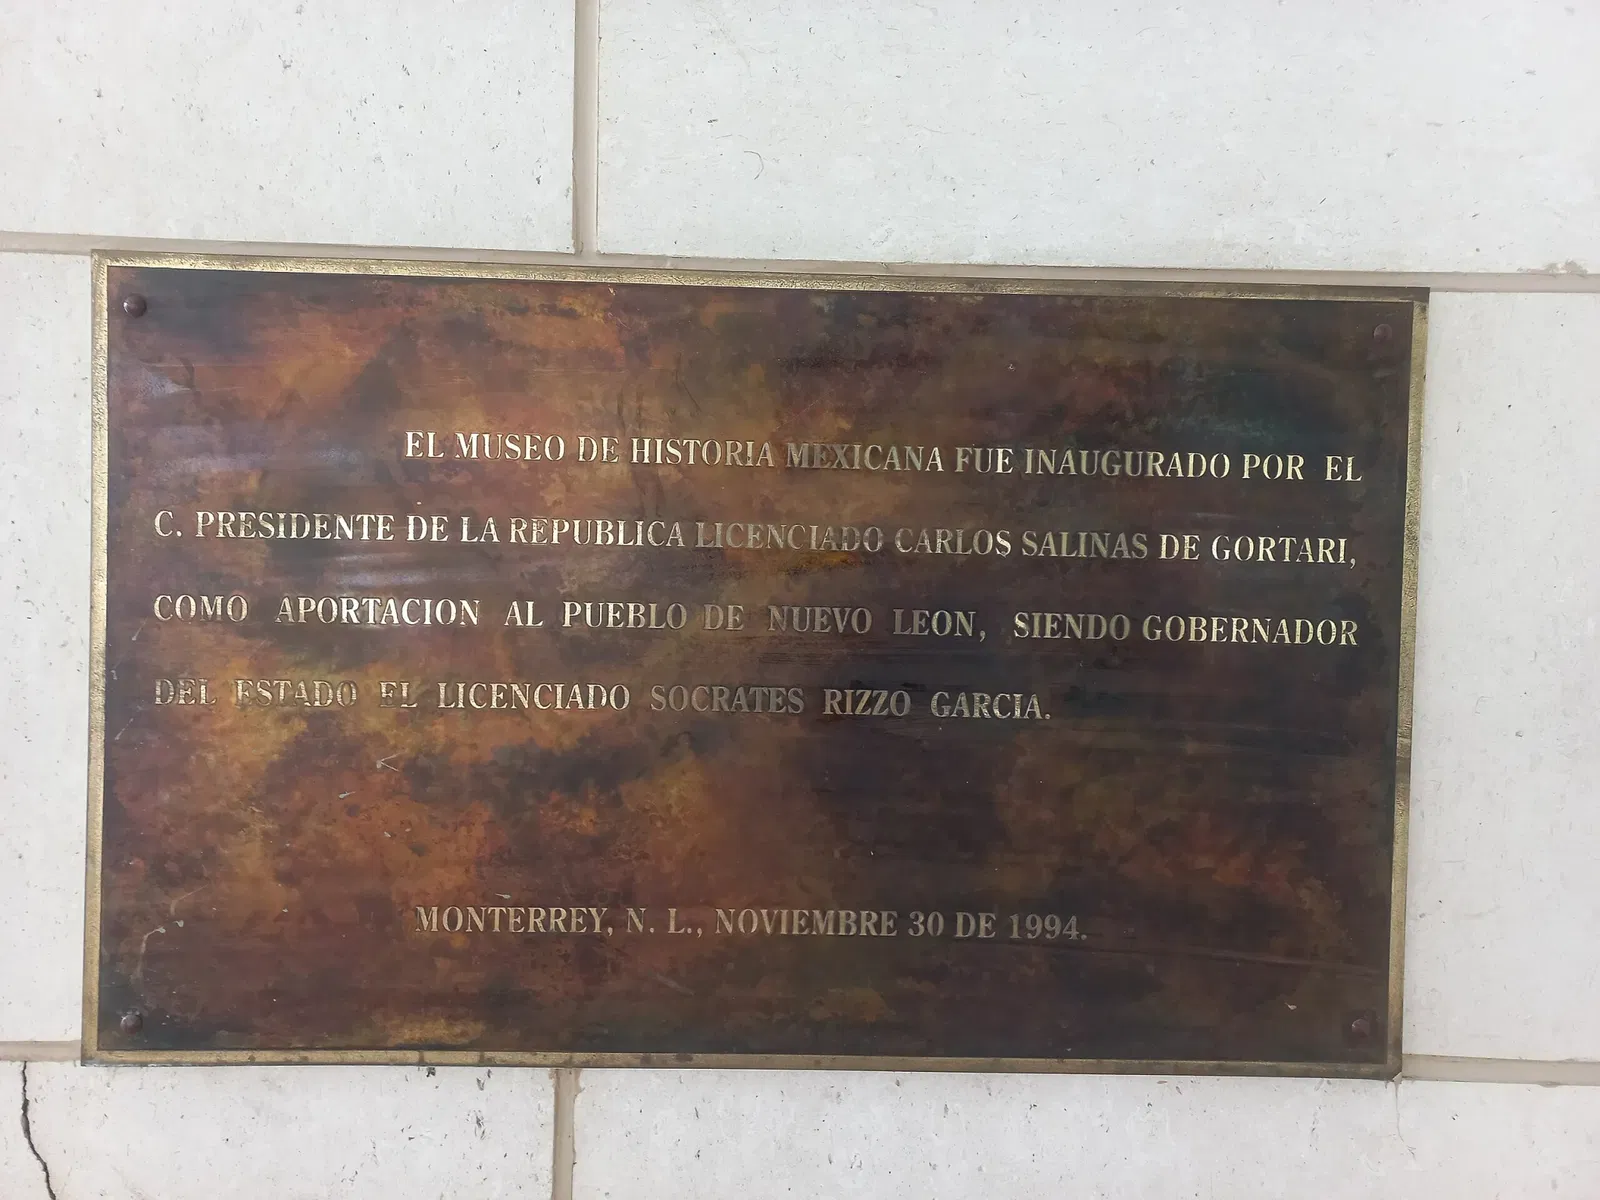 EL MUSEO DE HISTORIA MEXICANA FUE INAUGURADO POR EL
C. PRESIDENTE DE LA REPUBLICA LICENCIADO CARLOS SALINAS DE GORTARI,
COMO APORTACION AL PUEBLO DE NUEVO LEON, SIENDO GOBERNADOR
DEL ESTADO EL LICENCIADO SOCRATES RIZZO GARCIA.
MONTERREY, N. L., NOVIEMBRE 30 DE 1994.